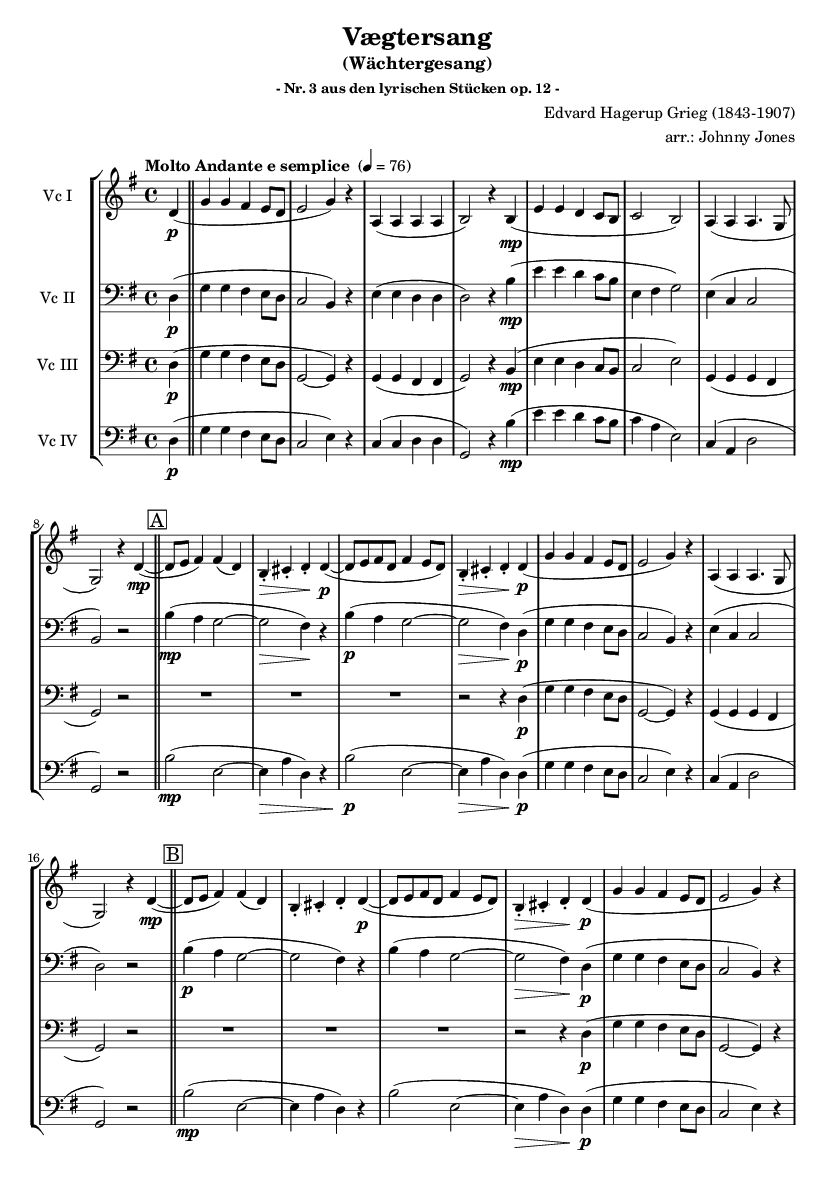 Vægtersang
(Wächtergesang)
- Nr. 3 aus den lyrischen Stücken op. 12 -
Edvard Hagerup Grieg (1843-1907)
arr.: Johnny Jones
Molto Andante e semplice (♩ = 76)
Vc I
p
mp
Vc II
p
mp
Vc III
p
mp
Vc IV
p
mp
8
A
mp
p
p
mp
p
p
p
mp
p
p
16
B
mp
p
p
p
p
p
mp
p